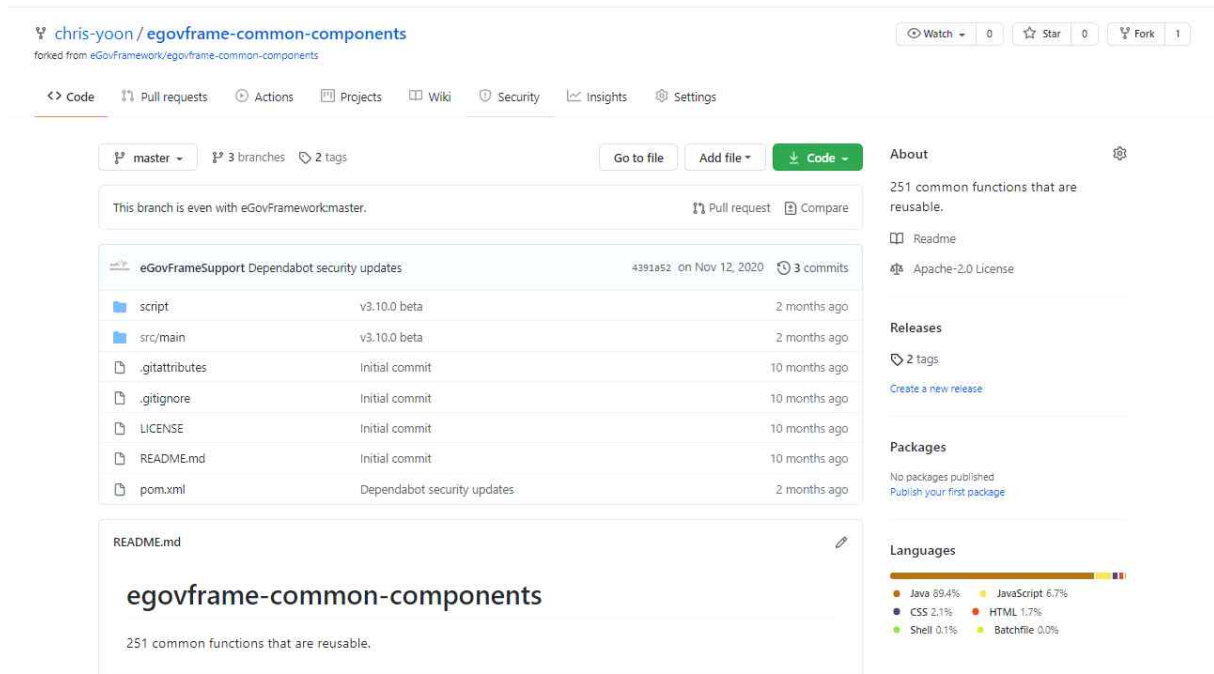 chris-yoon / egovframe-common-components
forked from eGovFramework/egovframe-common-components
Watch 0 Star 0 Fork 1
<> Code Pull requests Actions Projects Wiki Security Insights Settings
master 3 branches 2 tags Go to file Add file Code
This branch is even with eGovFramework:master. Pull request Compare
eGovFrameSupport Dependabot security updates 4391a52 on Nov 12, 2020 3 commits
script v3.10.0 beta 2 months ago
src/main v3.10.0 beta 2 months ago
.gitattributes Initial commit 10 months ago
.gitignore Initial commit 10 months ago
LICENSE Initial commit 10 months ago
README.md Initial commit 10 months ago
pom.xml Dependabot security updates 2 months ago
README.md
egovframe-common-components
251 common functions that are reusable.
About
251 common functions that are
reusable.
Readme
Apache-2.0 License
Releases
2 tags
Create a new release
Packages
No packages published
Publish your first package
Languages
Java 89.4% JavaScript 6.7%
CSS 2.1% HTML 1.7%
Shell 0.1% Batchfile 0.0%